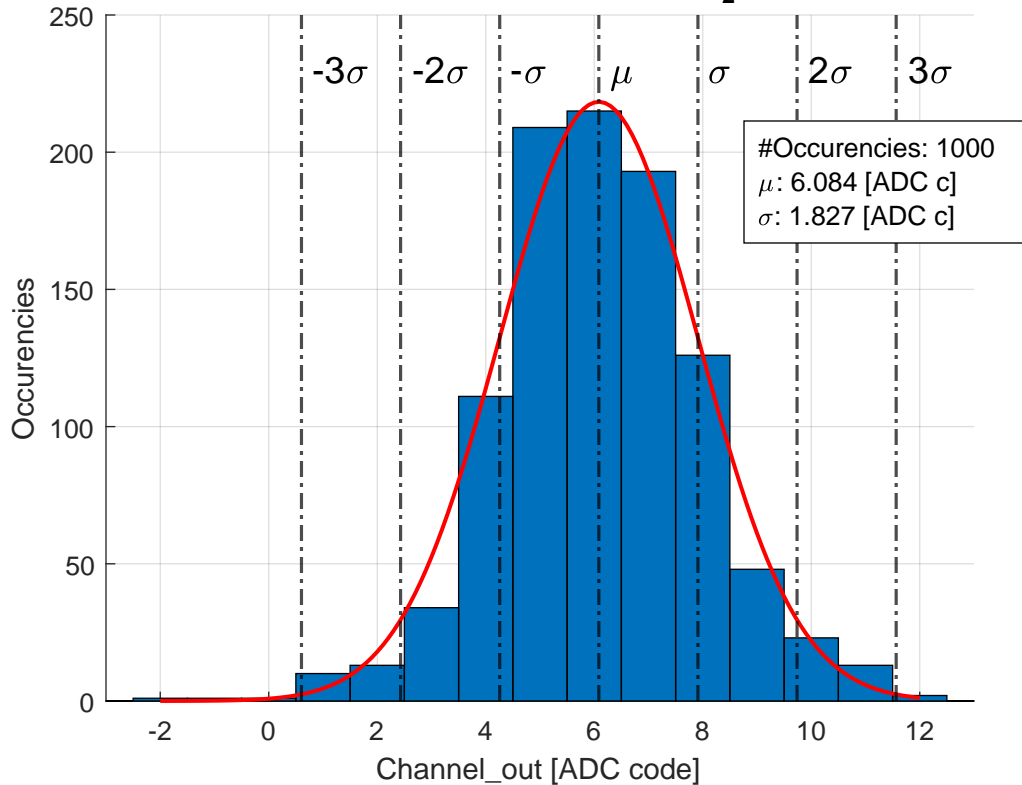 250
200
150
100
50
0
-3σ -2σ -σ μ σ 2σ 3σ
#Occurencies: 1000
μ: 6.084 [ADC c]
σ: 1.827 [ADC c]
Occurencies
-2 0 2 4 6 8 10 12
Channel_out [ADC code]